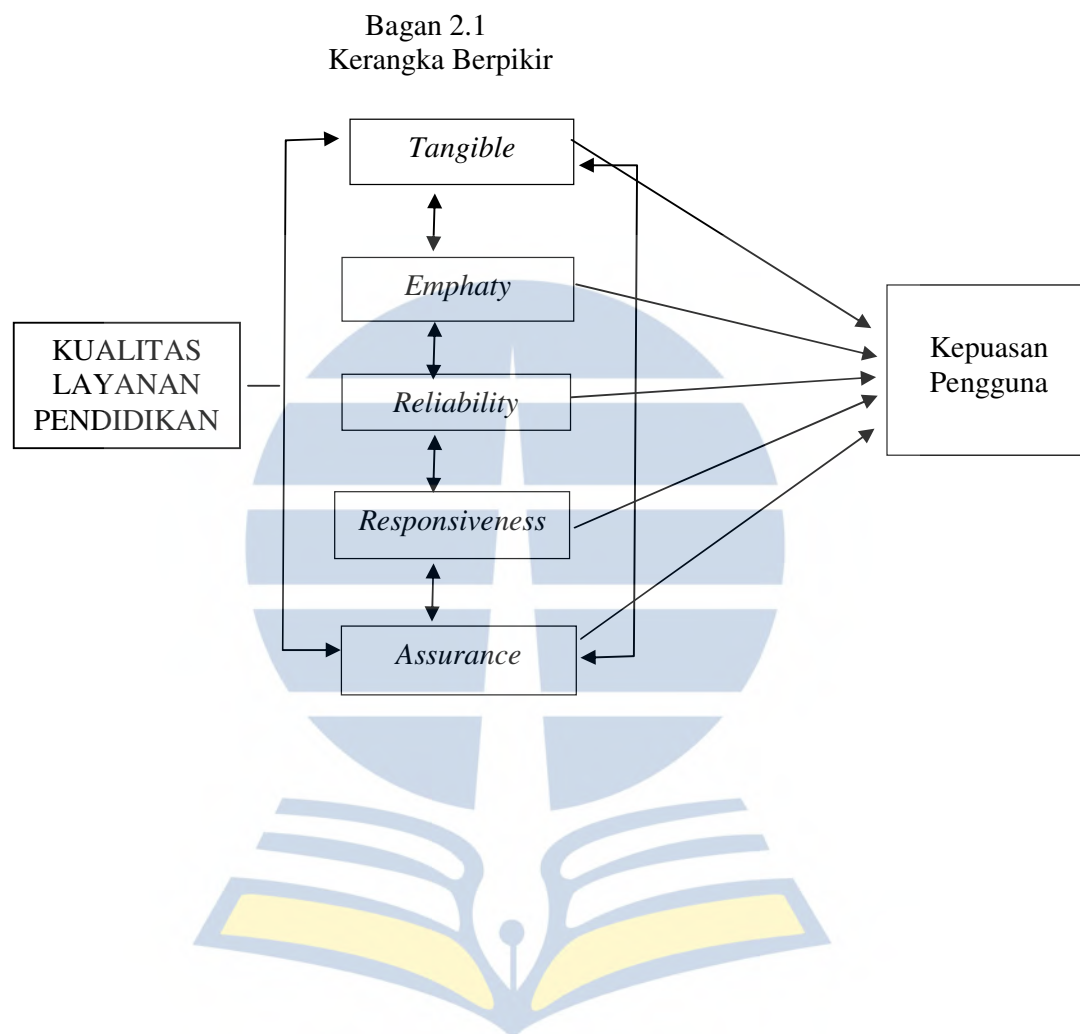 Bagan 2.1
Kerangka Berpikir
Tangible
Emphaty
KUALITAS
LAYANAN
PENDIDIKAN
Reliability
Responsiveness
Assurance
Kepuasan
Pengguna